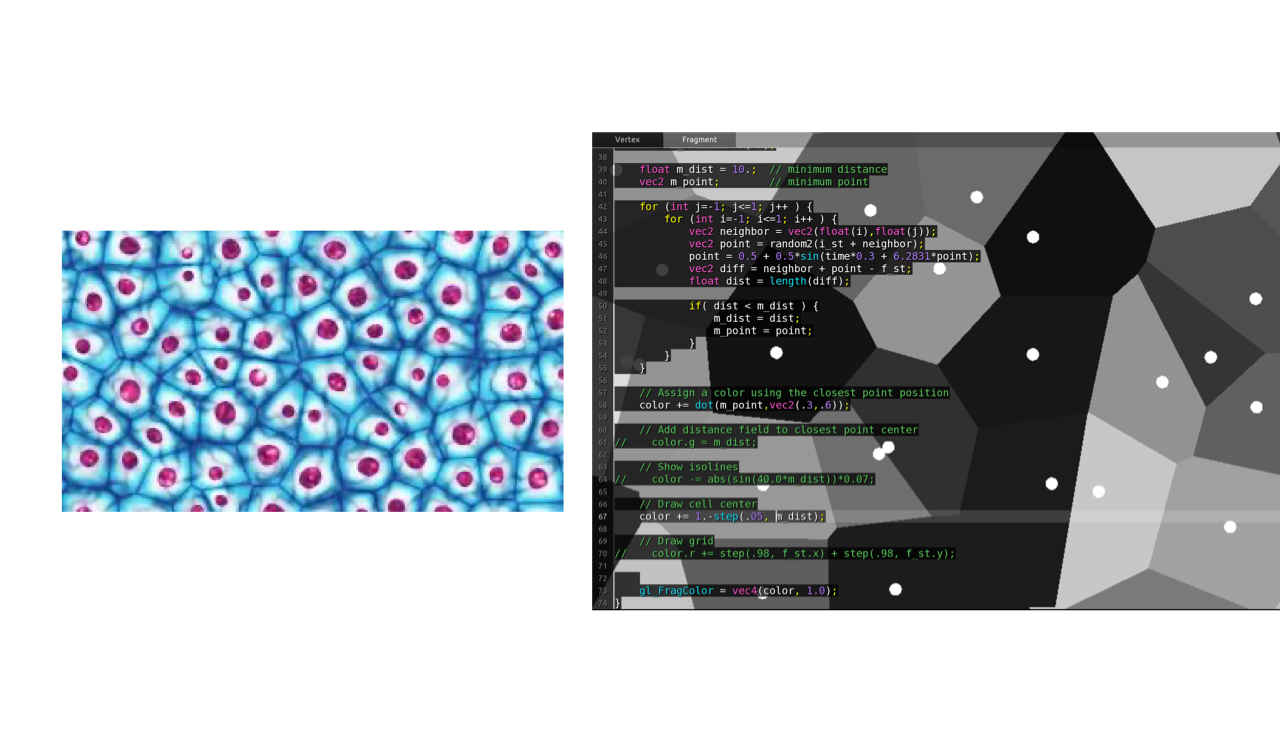 Vertex Fragment
38
39 float m_dist = 10.; // minimum distance
40 vec2 m_point; // minimum point
41
42 for (int j=-1; j<=1; j++ ) {
43 for (int i=-1; i<=1; i++ ) {
44 vec2 neighbor = vec2(float(i),float(j));
45 vec2 point = random2(i_st + neighbor);
46 point = 0.5 + 0.5*sin(time*0.3 + 6.2831*point);
47 vec2 diff = neighbor + point - f_st;
48 float dist = length(diff);
49
50 if( dist < m_dist ) {
51 m_dist = dist;
52 m_point = point;
53 }
54 }
55 }
56
57 // Assign a color using the closest point position
58 color += dot(m_point,vec2(.3,.6));
59
60 // Add distance field to closest point center
61 // color.g = m_dist;
62
63 // Show isolines
64 // color -= abs(sin(40.0*m_dist))*0.07;
65
66 // Draw cell center
67 color += 1.-step(.05, m_dist);
68
69 // Draw grid
70 // color.r += step(.98, f_st.x) + step(.98, f_st.y);
71
72
73 gl_FragColor = vec4(color, 1.0);
74 }